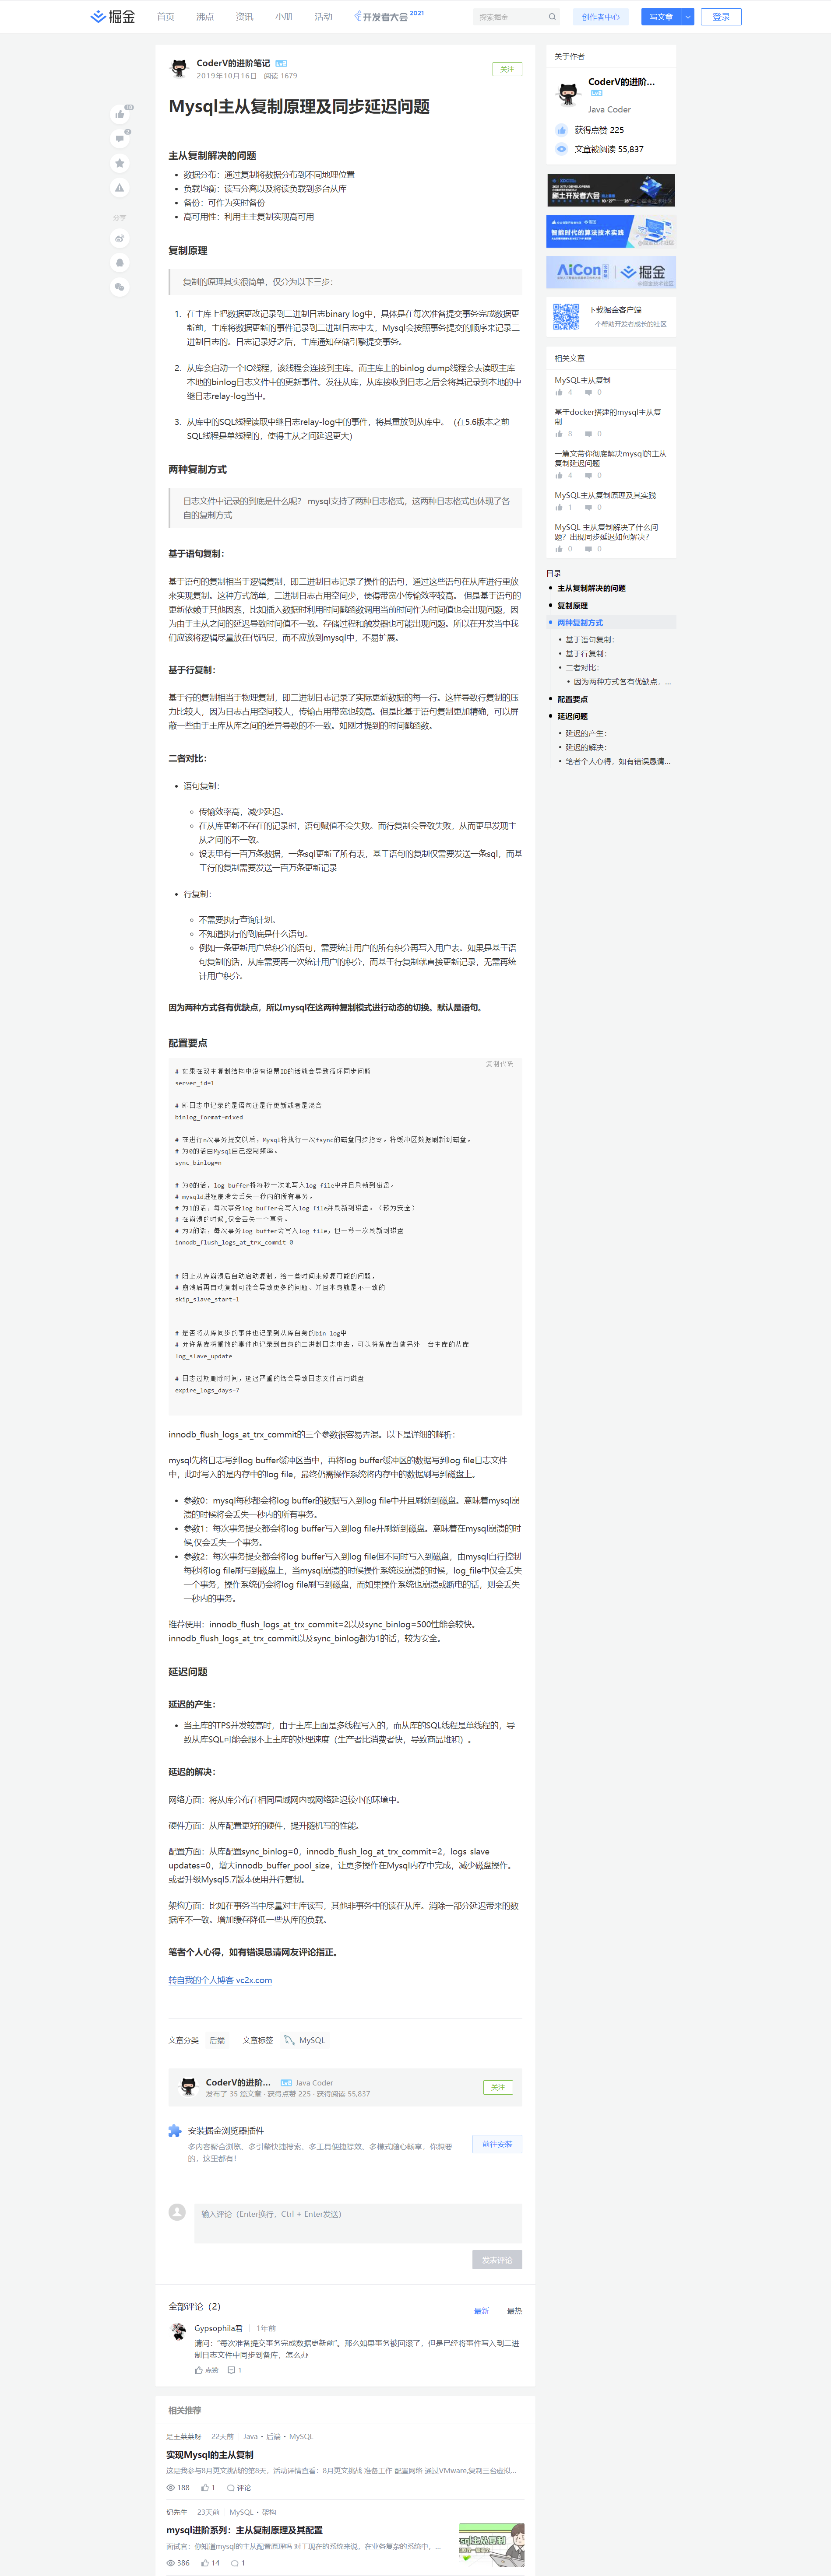 掘金 首页 沸点 资讯 小册 活动 开发者大会 2021 探索掘金 创作者中心 写文章 登录
CoderV的进阶笔记
2019年10月16日 阅读 1679
关注
Mysql主从复制原理及同步延迟问题
主从复制解决的问题
• 数据分布：通过复制将数据分布到不同地理位置
• 负载均衡：读写分离以及将读负载到多台从库
• 备份：可作为实时备份
• 高可用性：利用主主复制实现高可用
复制原理
复制的原理其实很简单，仅分为以下三步：
1. 在主库上把数据更改记录到二进制日志binary log中，具体是在每次准备提交事务完成数据更
新前，主库将数据更新的事件记录到二进制日志中去，Mysql会按照事务提交的顺序来记录二
进制日志的。日志记录好之后，主库通知存储引擎提交事务。
2. 从库会启动一个IO线程，该线程会连接到主库。而主库上的binlog dump线程会去读取主库
本地的binlog日志文件中的更新事件。发往从库，从库接收到日志之后会将其记录到本地的中
继日志relay-log当中。
3. 从库中的SQL线程读取中继日志relay-log中的事件，将其重放到从库中。（在5.6版本之前
SQL线程是单线程的，使得主从之间延迟更大）
两种复制方式
日志文件中记录的到底是什么呢？ mysql支持了两种日志格式，这两种日志格式也体现了各
自的复制方式
基于语句复制：
基于语句的复制相当于逻辑复制，即二进制日志记录了操作的语句，通过这些语句在从库进行重放
来实现复制。这种方式简单，二进制日志占用空间少，使得带宽小传输效率较高。 但是基于语句的
更新依赖于其他因素，比如插入数据时利用时间戳函数调用当前时间作为时间值也会出现问题，因
为由于主从之间的延迟导致时间值不一致。存储过程和触发器也可能出现问题。所以在开发当中我
们应该将逻辑尽量放在代码层，而不应放到mysql中，不易扩展。
基于行复制：
基于行的复制相当于物理复制，即二进制日志记录了实际更新数据的每一行。这样导致行复制的压
力比较大，因为日志占用空间较大，传输占用带宽也较高。但是比基于语句复制更加精确，可以屏
蔽一些由于主库从库之间的差异导致的不一致。如刚才提到的时间戳函数。
二者对比：
• 语句复制：
传输效率高，减少延迟。
在从库更新不存在的记录时，语句赋值不会失败。而行复制会导致失败，从而更早发现主
从之间的不一致。
设表里有一百万条数据，一条sql更新了所有表，基于语句的复制仅需要发送一条sql，而基
于行的复制需要发送一百万条更新记录
• 行复制：
不需要执行查询计划。
不知道执行的到底是什么语句。
例如一条更新用户总积分的语句，需要统计用户的所有积分再写入用户表。如果是基于语
句复制的话，从库需要再一次统计用户的积分，而基于行复制就直接更新记录，无需再统
计用户积分。
因为两种方式各有优缺点，所以mysql在这两种复制模式进行动态的切换。默认是语句。
配置要点
复制代码
# 如果在双主复制结构中没有设置ID的话就会导致循环同步问题
server_id=1
# 即日志中记录的是语句还是行更新或者是混合
binlog_format=mixed
# 在进行n次事务提交以后，Mysql将执行一次fsync的磁盘同步指令。将缓冲区数据刷新到磁盘。
# 为0的话由Mysql自己控制频率。
sync_binlog=n
# 为0的话，log buffer将每秒一次地写入log file中并且刷新到磁盘。
# mysqld进程崩溃会丢失一秒内的所有事务。
# 为1的话，每次事务log buffer会写入log file并刷新到磁盘。（较为安全）
# 在崩溃的时候，仅会丢失一个事务。
# 为2的话，每次事务log buffer会写入log file，但一秒一次刷新到磁盘
innodb_flush_logs_at_trx_commit=0
# 阻止从库崩溃后自动启动复制，给一些时间来修复可能的问题，
# 崩溃后再自动复制可能会导致更多的问题。并且本身就是不一致的
skip_slave_start=1
# 是否将从库同步的事件也记录到从库自身的bin-log中
# 允许备库将重放的事件也记录到自身的二进制日志中去，可以将备库当做另外一台主库的从库
log_slave_update
# 日志过期删除时间，延迟严重的话会导致日志文件占用磁盘
expire_logs_days=7
innodb_flush_logs_at_trx_commit的三个参数很容易弄混。以下是详细的解析：
mysql先将日志写到log buffer缓冲区当中，再将log buffer缓冲区的数据写到log file日志文件
中，此时写入的是内存中的log file，最终仍需操作系统将内存中的数据刷写到磁盘上。
• 参数0：mysql每秒都会将log buffer的数据写入到log file中并且刷新到磁盘。意味着mysql崩
溃的时候将会丢失一秒内的所有事务。
• 参数1：每次事务提交都会将log buffer写入到log file并刷新到磁盘。意味着在mysql崩溃的时
候,仅会丢失一个事务。
• 参数2：每次事务提交都会将log buffer写入到log file但不同时写入到磁盘，由mysql自行控制
每秒将log file刷写到磁盘上，当mysql崩溃的时候操作系统没崩溃的时候，log_file中仅会丢失
一个事务，操作系统仍会将log file刷写到磁盘，而如果操作系统也崩溃或断电的话，则会丢失
一秒内的事务。
推荐使用：innodb_flush_logs_at_trx_commit=2以及sync_binlog=500性能会较快。
innodb_flush_logs_at_trx_commit以及sync_binlog都为1的话，较为安全。
延迟问题
延迟的产生：
• 当主库的TPS并发较高时，由于主库上面是多线程写入的，而从库的SQL线程是单线程的，导
致从库SQL可能会跟不上主库的处理速度（生产者比消费者快，导致商品堆积）。
延迟的解决：
网络方面：将从库分布在相同局域网内或网络延迟较小的环境中。
硬件方面：从库配置更好的硬件，提升随机写的性能。
配置方面：从库配置sync_binlog=0，innodb_flush_log_at_trx_commit=2，logs-slave-
updates=0，增大innodb_buffer_pool_size，让更多操作在Mysql内存中完成，减少磁盘操作。
或者升级Mysql5.7版本使用并行复制。
架构方面：比如在事务当中尽量对主库读写，其他非事务中的读在从库。消除一部分延迟带来的数
据库不一致。增加缓存降低一些从库的负载。
笔者个人心得，如有错误恳请网友评论指正。
转自我的个人博客 vc2x.com
文章分类 后端 文章标签 MySQL
CoderV的进阶... Java Coder
发布了 35 篇文章 · 获得点赞 225 · 获得阅读 55,837
关注
安装掘金浏览器插件
多内容聚合浏览、多引擎快捷搜索、多工具便捷提效、多模式随心畅享，你想要
的，这里都有！
前往安装
输入评论（Enter换行，Ctrl + Enter发送）
发表评论
全部评论（2）
最新 最热
Gypsophila君 1年前
请问：“每次准备提交事务完成数据更新前”。那么如果事务被回滚了，但是已经将事件写入到二进
制日志文件中同步到备库，怎么办
点赞 1
相关推荐
是王菜菜呀 22天前 Java · 后端 · MySQL
实现Mysql的主从复制
这是我参与8月更文挑战的第8天，活动详情查看：8月更文挑战 准备工作 配置网络 通过VMware,复制三台虚拟...
188 1 评论
纪先生 23天前 MySQL · 架构
mysql进阶系列：主从复制原理及其配置
面试官：你知道mysql的主从配置原理吗 对于现在的系统来说，在业务复杂的系统中，...
386 14 1
分享
关于作者
CoderV的进阶...
Java Coder
获得点赞 225
文章被阅读 55,837
稀土开发者大会
智能时代的算法技术实践
@稀土掘金技术社区
AiCon 掘金
@掘金技术社区
下载掘金客户端
一个帮助开发者成长的社区
相关文章
MySQL主从复制
4 0
基于docker搭建的mysql主从复
制
8 0
一篇文带你彻底解决mysql的主从
复制延迟问题
4 0
MySQL主从复制原理及其实践
1 0
MySQL 主从复制解决了什么问
题？出现同步延迟如何解决？
0 0
目录
主从复制解决的问题
复制原理
两种复制方式
基于语句复制：
基于行复制：
二者对比：
因为两种方式各有优缺点，...
配置要点
延迟问题
延迟的产生：
延迟的解决：
笔者个人心得，如有错误恳请...